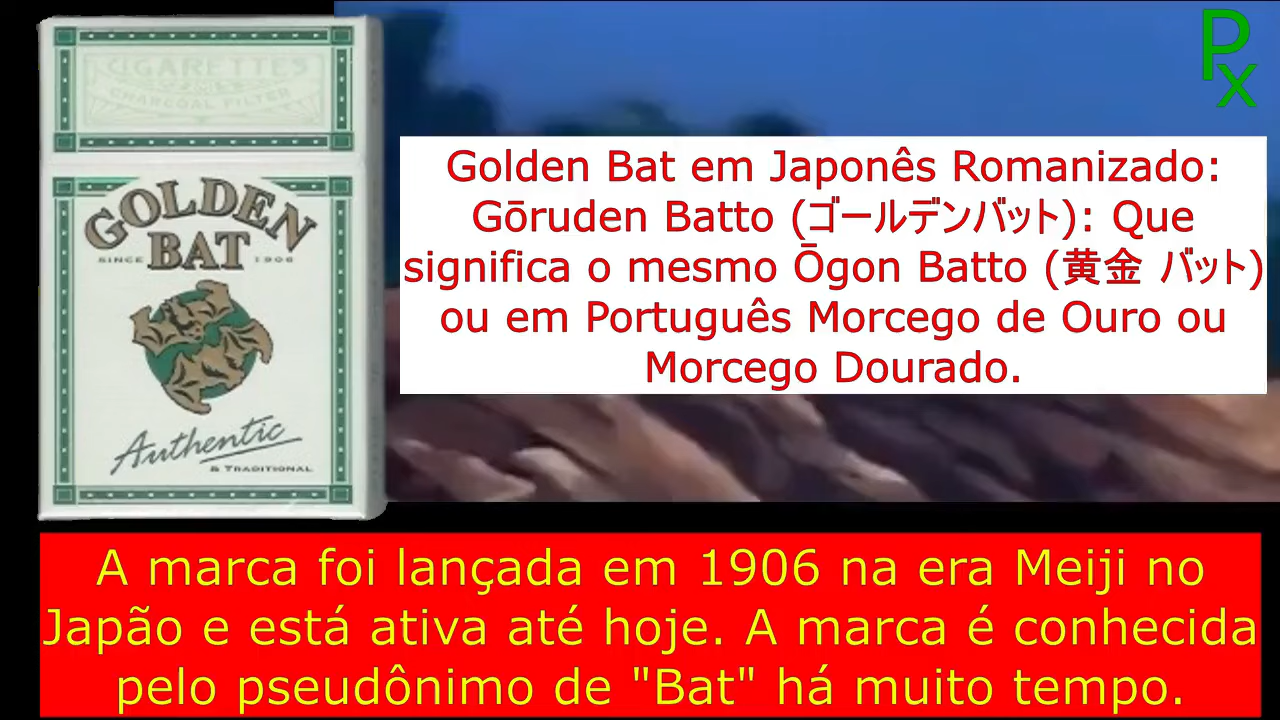 CIGARETTES
CHARCOAL FILTER
GOLDEN
BAT
SINCE 1906
Authentic
& TRADITIONAL
Px
Golden Bat em Japonês Romanizado:
Gōruden Batto (ゴールデンバット): Que
significa o mesmo Ōgon Batto (黄金 バット)
ou em Português Morcego de Ouro ou
Morcego Dourado.
A marca foi lançada em 1906 na era Meiji no
Japão e está ativa até hoje. A marca é conhecida
pelo pseudônimo de "Bat" há muito tempo.